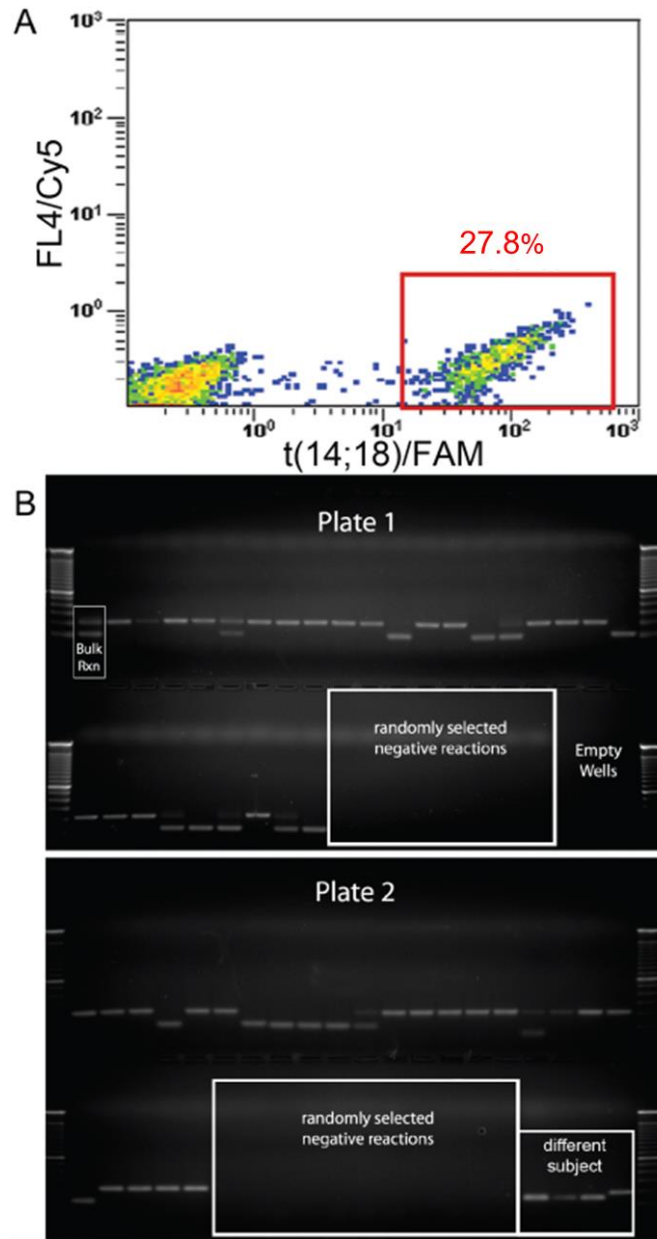 A
10³
10²
10¹
10⁰
FL4/Cy5
27.8%
10⁰
10¹
10²
10³
t(14;18)/FAM
B
Plate 1
Bulk
Rxn
randomly selected
negative reactions
Empty
Wells
Plate 2
randomly selected
negative reactions
different
subject